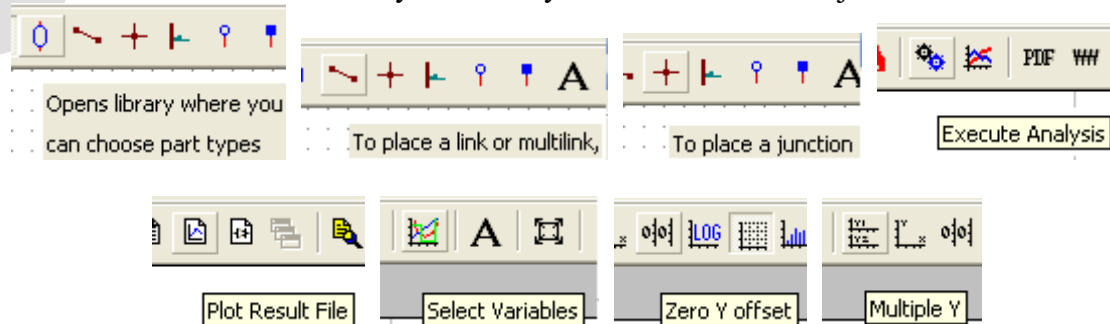 A
A
PDF
Opens library where you
can choose part types
To place a link or multilink,
To place a junction
Execute Analysis
A
LOG
Plot Result File
Select Variables
Zero Y offset
Multiple Y